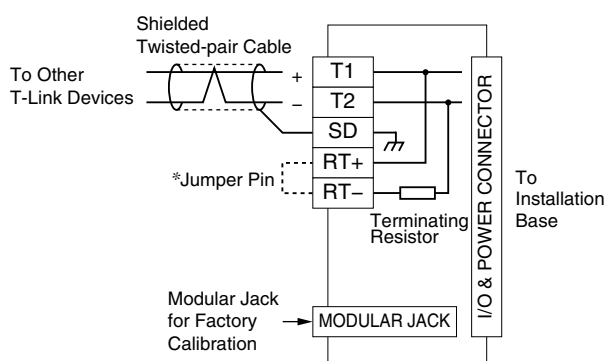 Shielded
Twisted-pair Cable
To Other
T-Link Devices
+
−
T1
T2
SD
RT+
RT−
*Jumper Pin
Terminating
Resistor
I/O & POWER CONNECTOR
To
Installation
Base
Modular Jack
for Factory
Calibration
MODULAR JACK